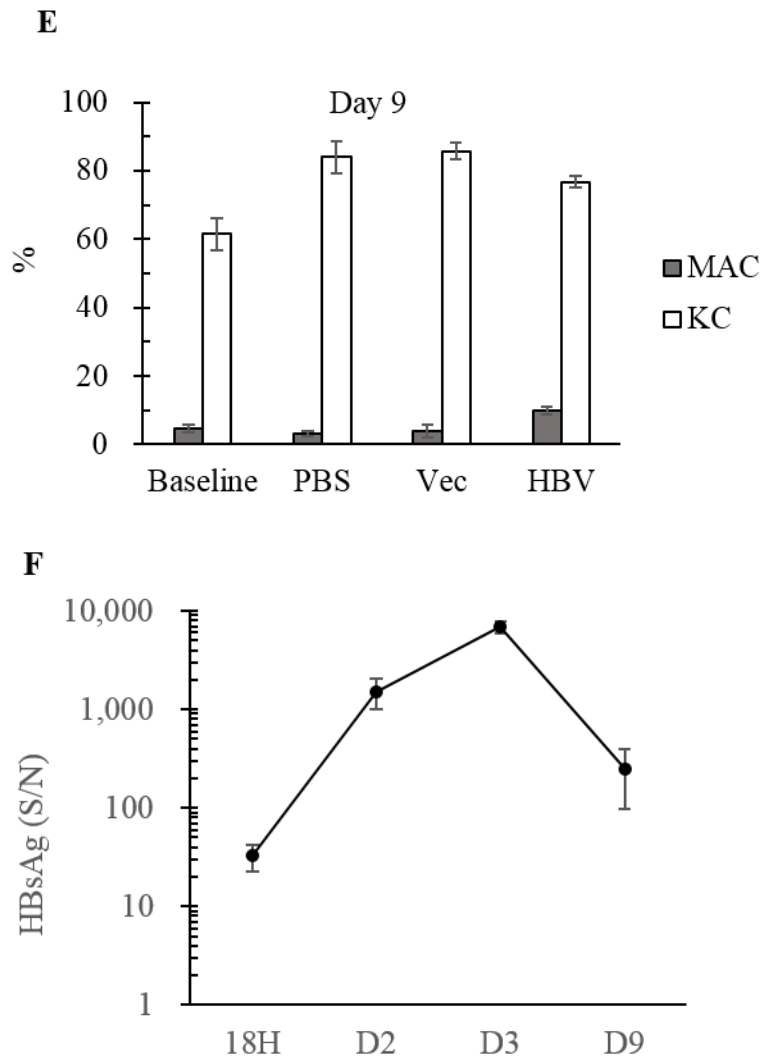 E
Day 9
100
80
60
40
20
0
%
Baseline PBS Vec HBV
MAC
KC
F
10,000
1,000
100
10
1
HBsAg (S/N)
18H D2 D3 D9